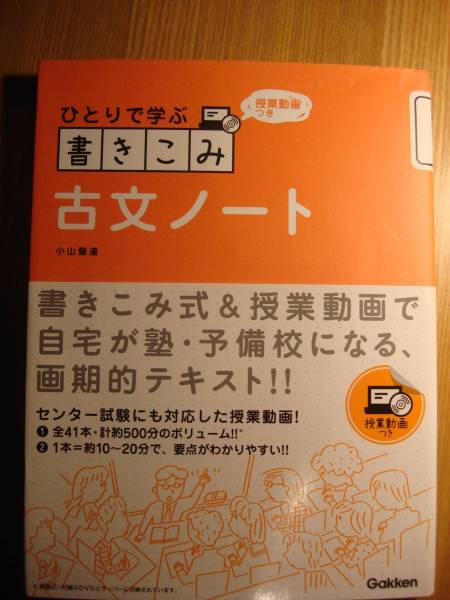 ひとりで学ぶ
授業動画
つき
書きこみ
古文ノート
小山馨道
書きこみ式&授業動画で
自宅が塾・予備校になる、
画期的テキスト!!
センター試験にも対応した授業動画!
1 全41本・計約500分のボリューム!!*
2 1本=約10~20分で、要点がわかりやすい!!
授業動画
つき
Gakken